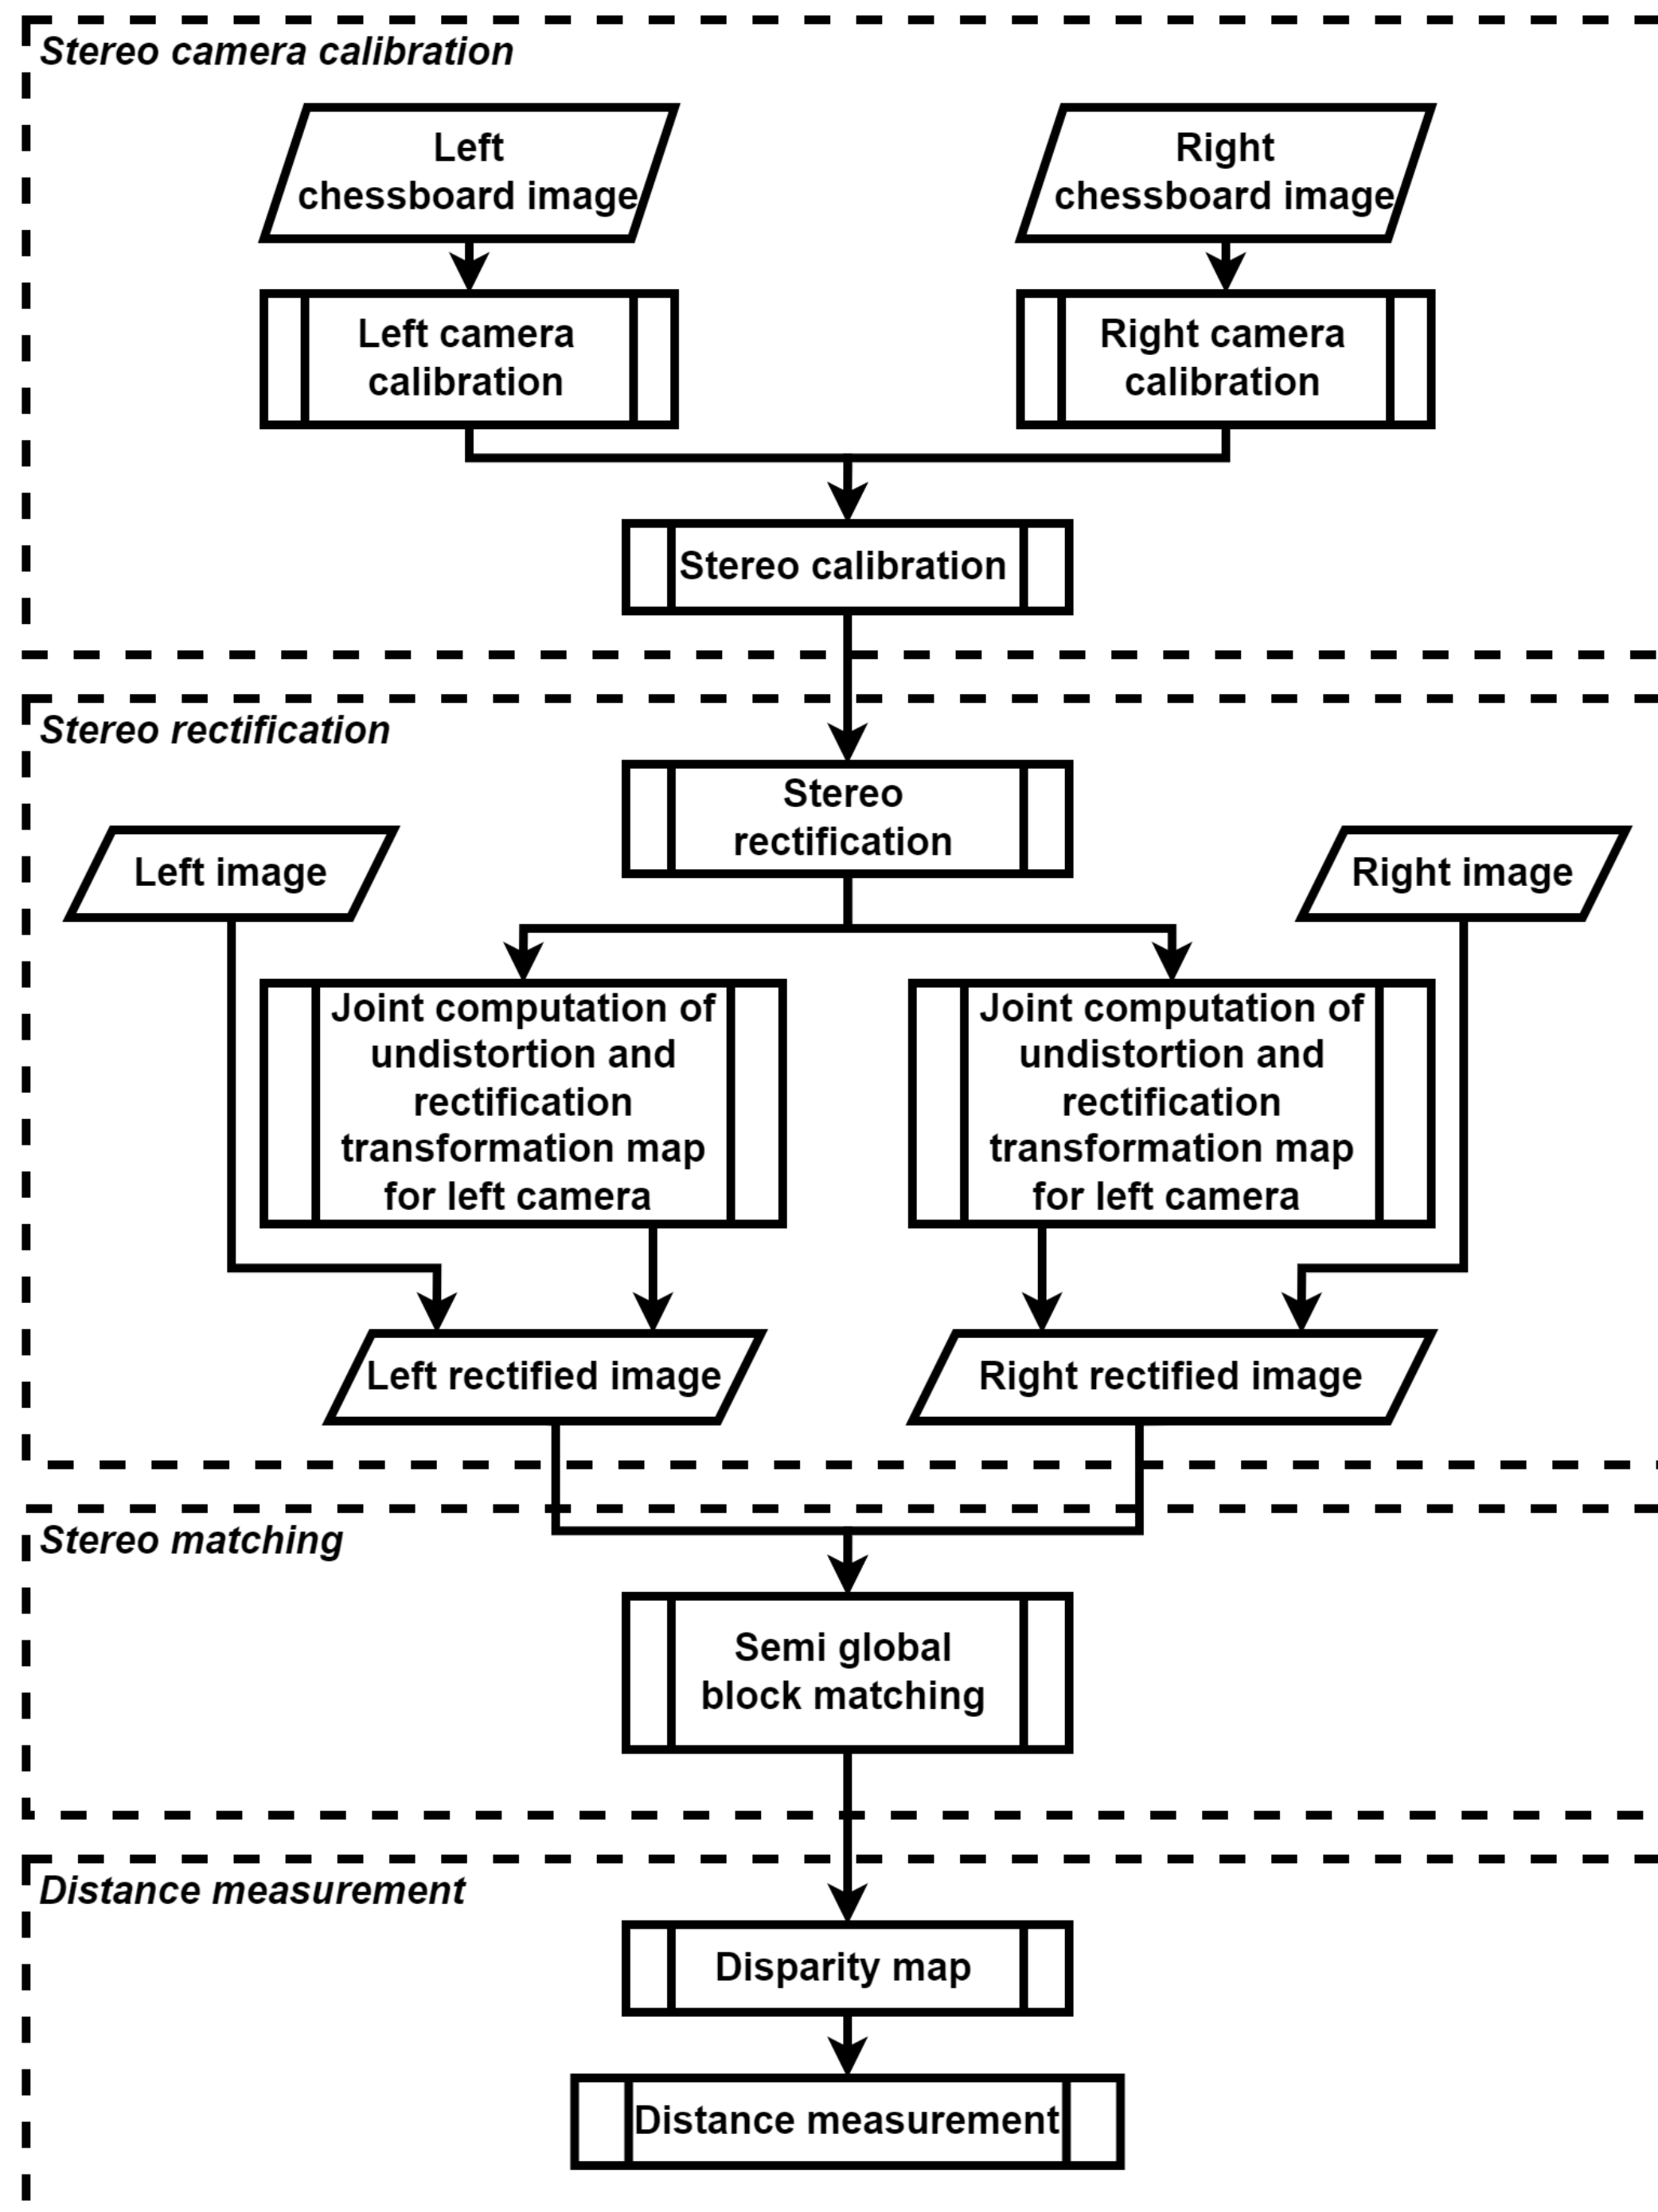 Stereo camera calibration
Left
chessboard image
Right
chessboard image
Left camera
calibration
Right camera
calibration
Stereo calibration
Stereo rectification
Stereo
rectification
Left image
Right image
Joint computation of
undistortion and
rectification
transformation map
for left camera
Joint computation of
undistortion and
rectification
transformation map
for left camera
Left rectified image
Right rectified image
Stereo matching
Semi global
block matching
Distance measurement
Disparity map
Distance measurement